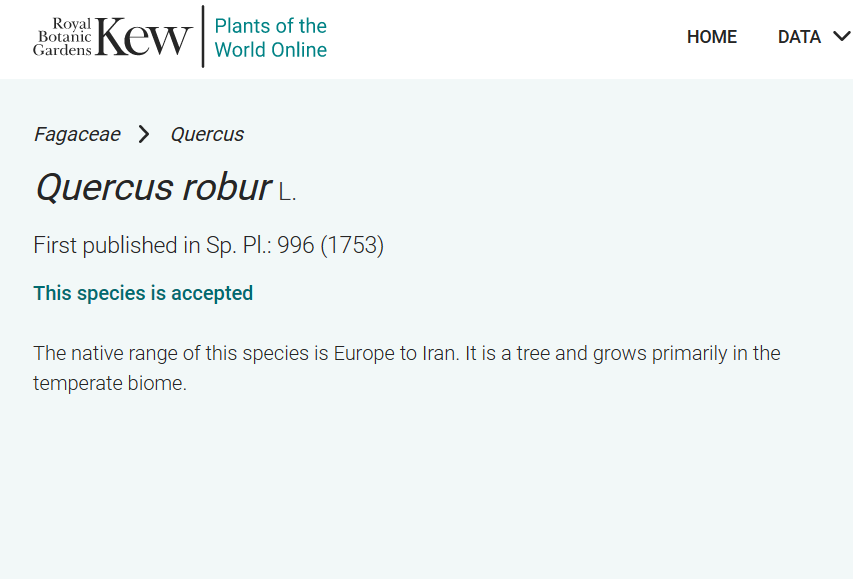 Royal
Botanic
Gardens
Kew
Plants of the
World Online
HOME DATA
Fagaceae Quercus
Quercus robur L.
First published in Sp. Pl.: 996 (1753)
This species is accepted
The native range of this species is Europe to Iran. It is a tree and grows primarily in the
temperate biome.